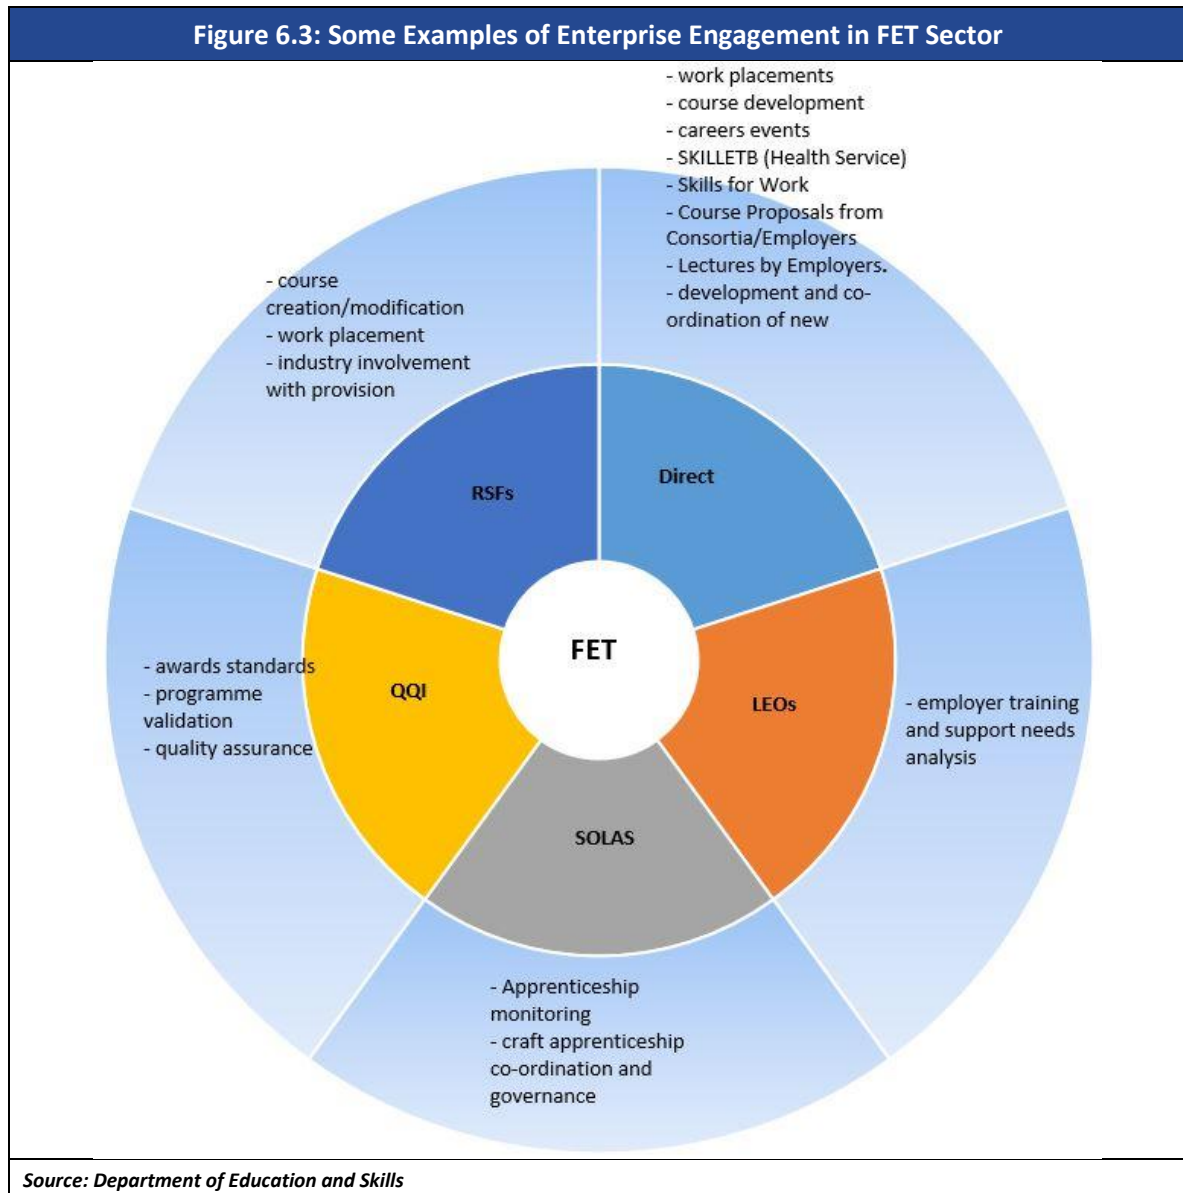 Figure 6.3: Some Examples of Enterprise Engagement in FET Sector
- work placements
- course development
- careers events
- SKILLETB (Health Service)
- Skills for Work
- Course Proposals from
Consortia/Employers
- Lectures by Employers.
- development and co-
ordination of new
- course
creation/modification
- work placement
- industry involvement
with provision
RSFs
Direct
FET
QQI
LEOs
SOLAS
- awards standards
- programme
validation
- quality assurance
- employer training
and support needs
analysis
- Apprenticeship
monitoring
- craft apprenticeship
co-ordination and
governance
Source: Department of Education and Skills